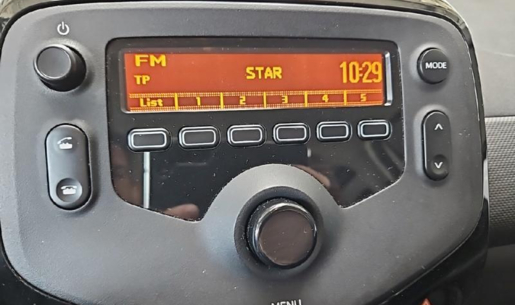 FM
TP
STAR
10:29
List 1 2 3 4 5
MODE
MENU